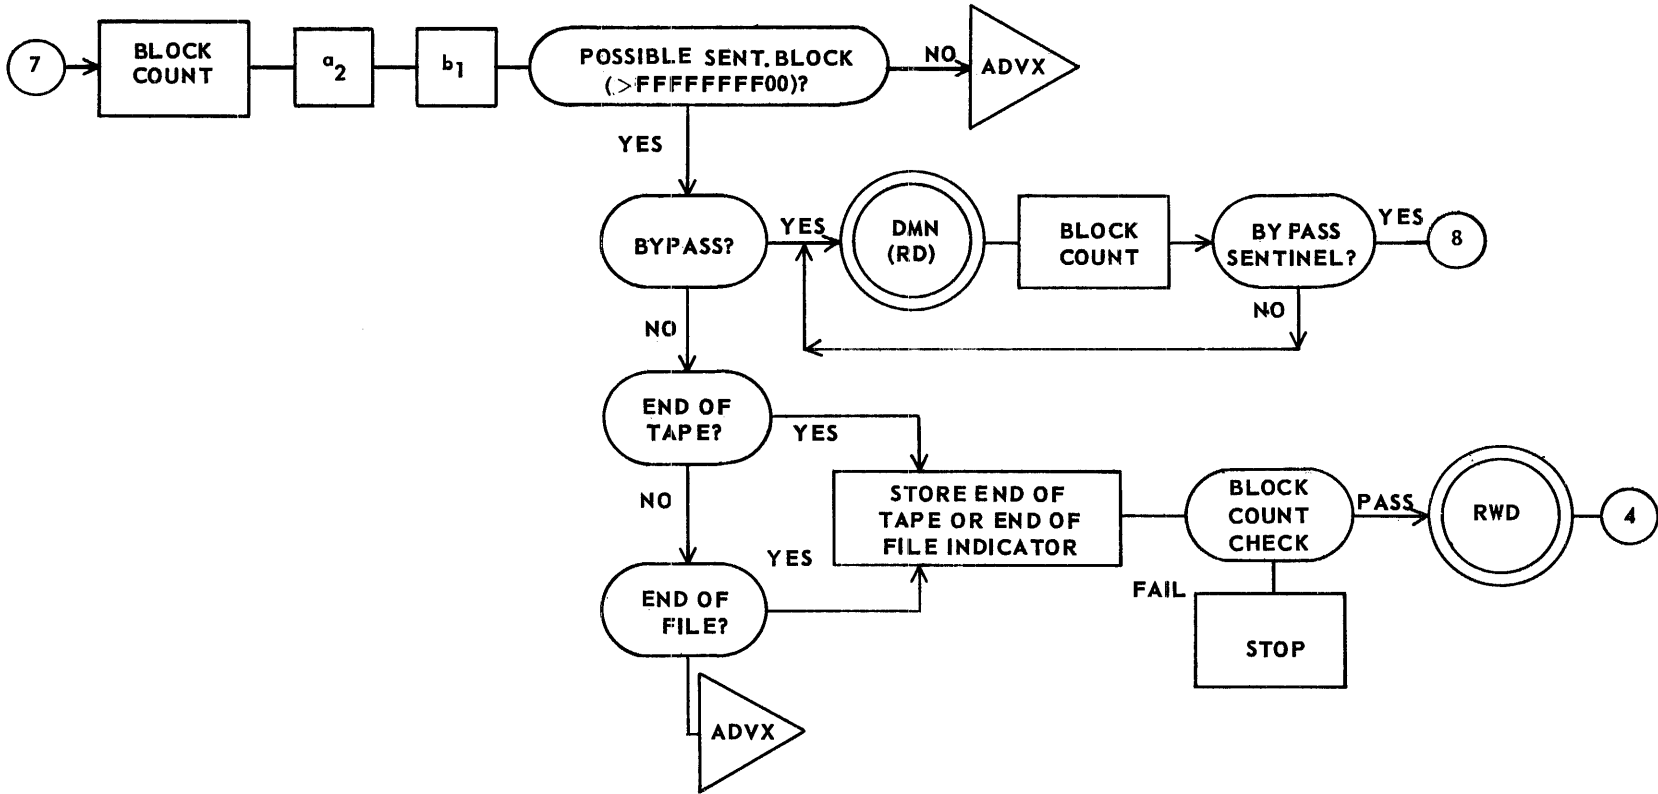 7
BLOCK
COUNT
a2
b1
POSSIBLE SENT. BLOCK
(>FFFFFFFFF00)?
NO
ADVX
YES
BYPASS?
YES
DMN
(RD)
BLOCK
COUNT
BY PASS
SENTINEL?
YES
8
NO
NO
END OF
TAPE?
YES
NO
STORE END OF
TAPE OR END OF
FILE INDICATOR
BLOCK
COUNT
CHECK
PASS
RWD
4
YES
END OF
FILE?
FAIL
STOP
ADVX